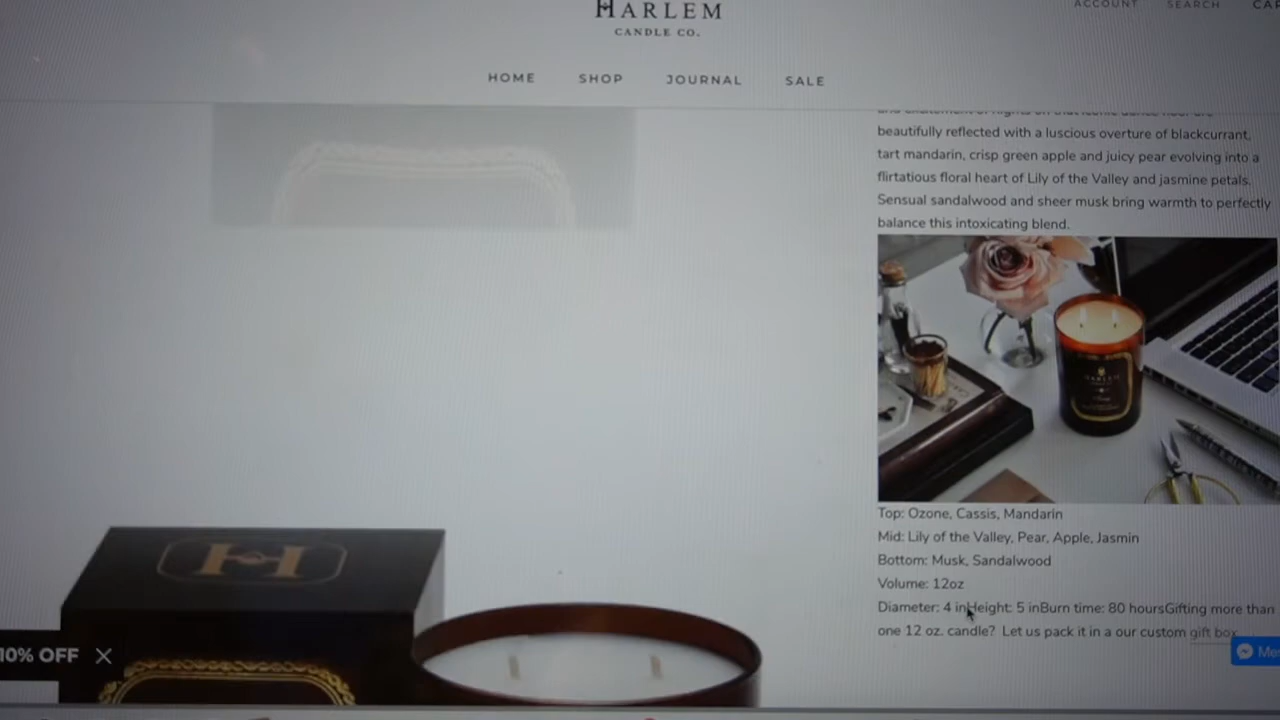 ACCOUNT SEARCH
HARLEM
CANDLE CO.
HOME SHOP JOURNAL SALE
beautifully reflected with a luscious overture of blackcurrant,
tart mandarin, crisp green apple and juicy pear evolving into a
flirtatious floral heart of Lily of the Valley and jasmine petals.
Sensual sandalwood and sheer musk bring warmth to perfectly
balance this intoxicating blend.
HARLEM
Top: Ozone, Cassis, Mandarin
Mid: Lily of the Valley, Pear, Apple, Jasmin
Bottom: Musk, Sandalwood
Volume: 12oz
Diameter: 4 inHeight: 5 inBurn time: 80 hoursGifting more than
one 12 oz. candle? Let us pack it in a our custom gift box
H
10% OFF